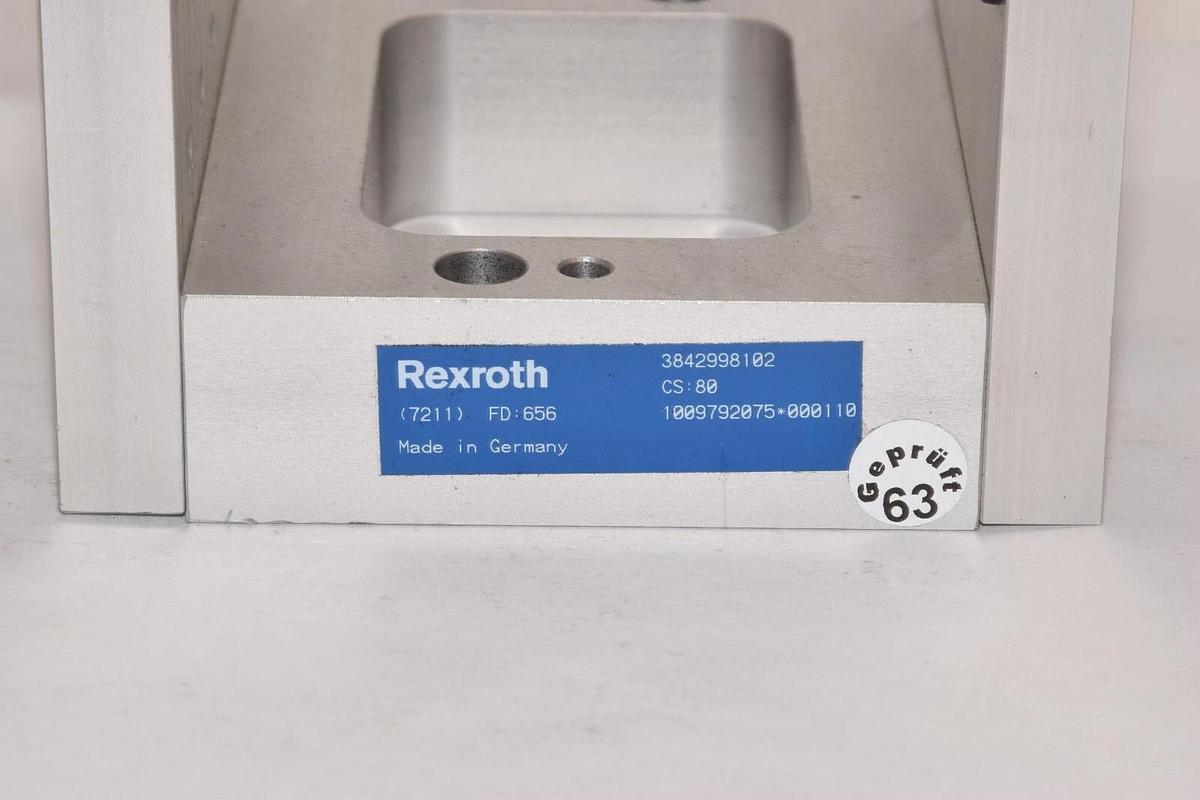 Rexroth
(7211) FD:656
Made in Germany
3842998102
CS:80
1009792075*000110
Geprüft
63